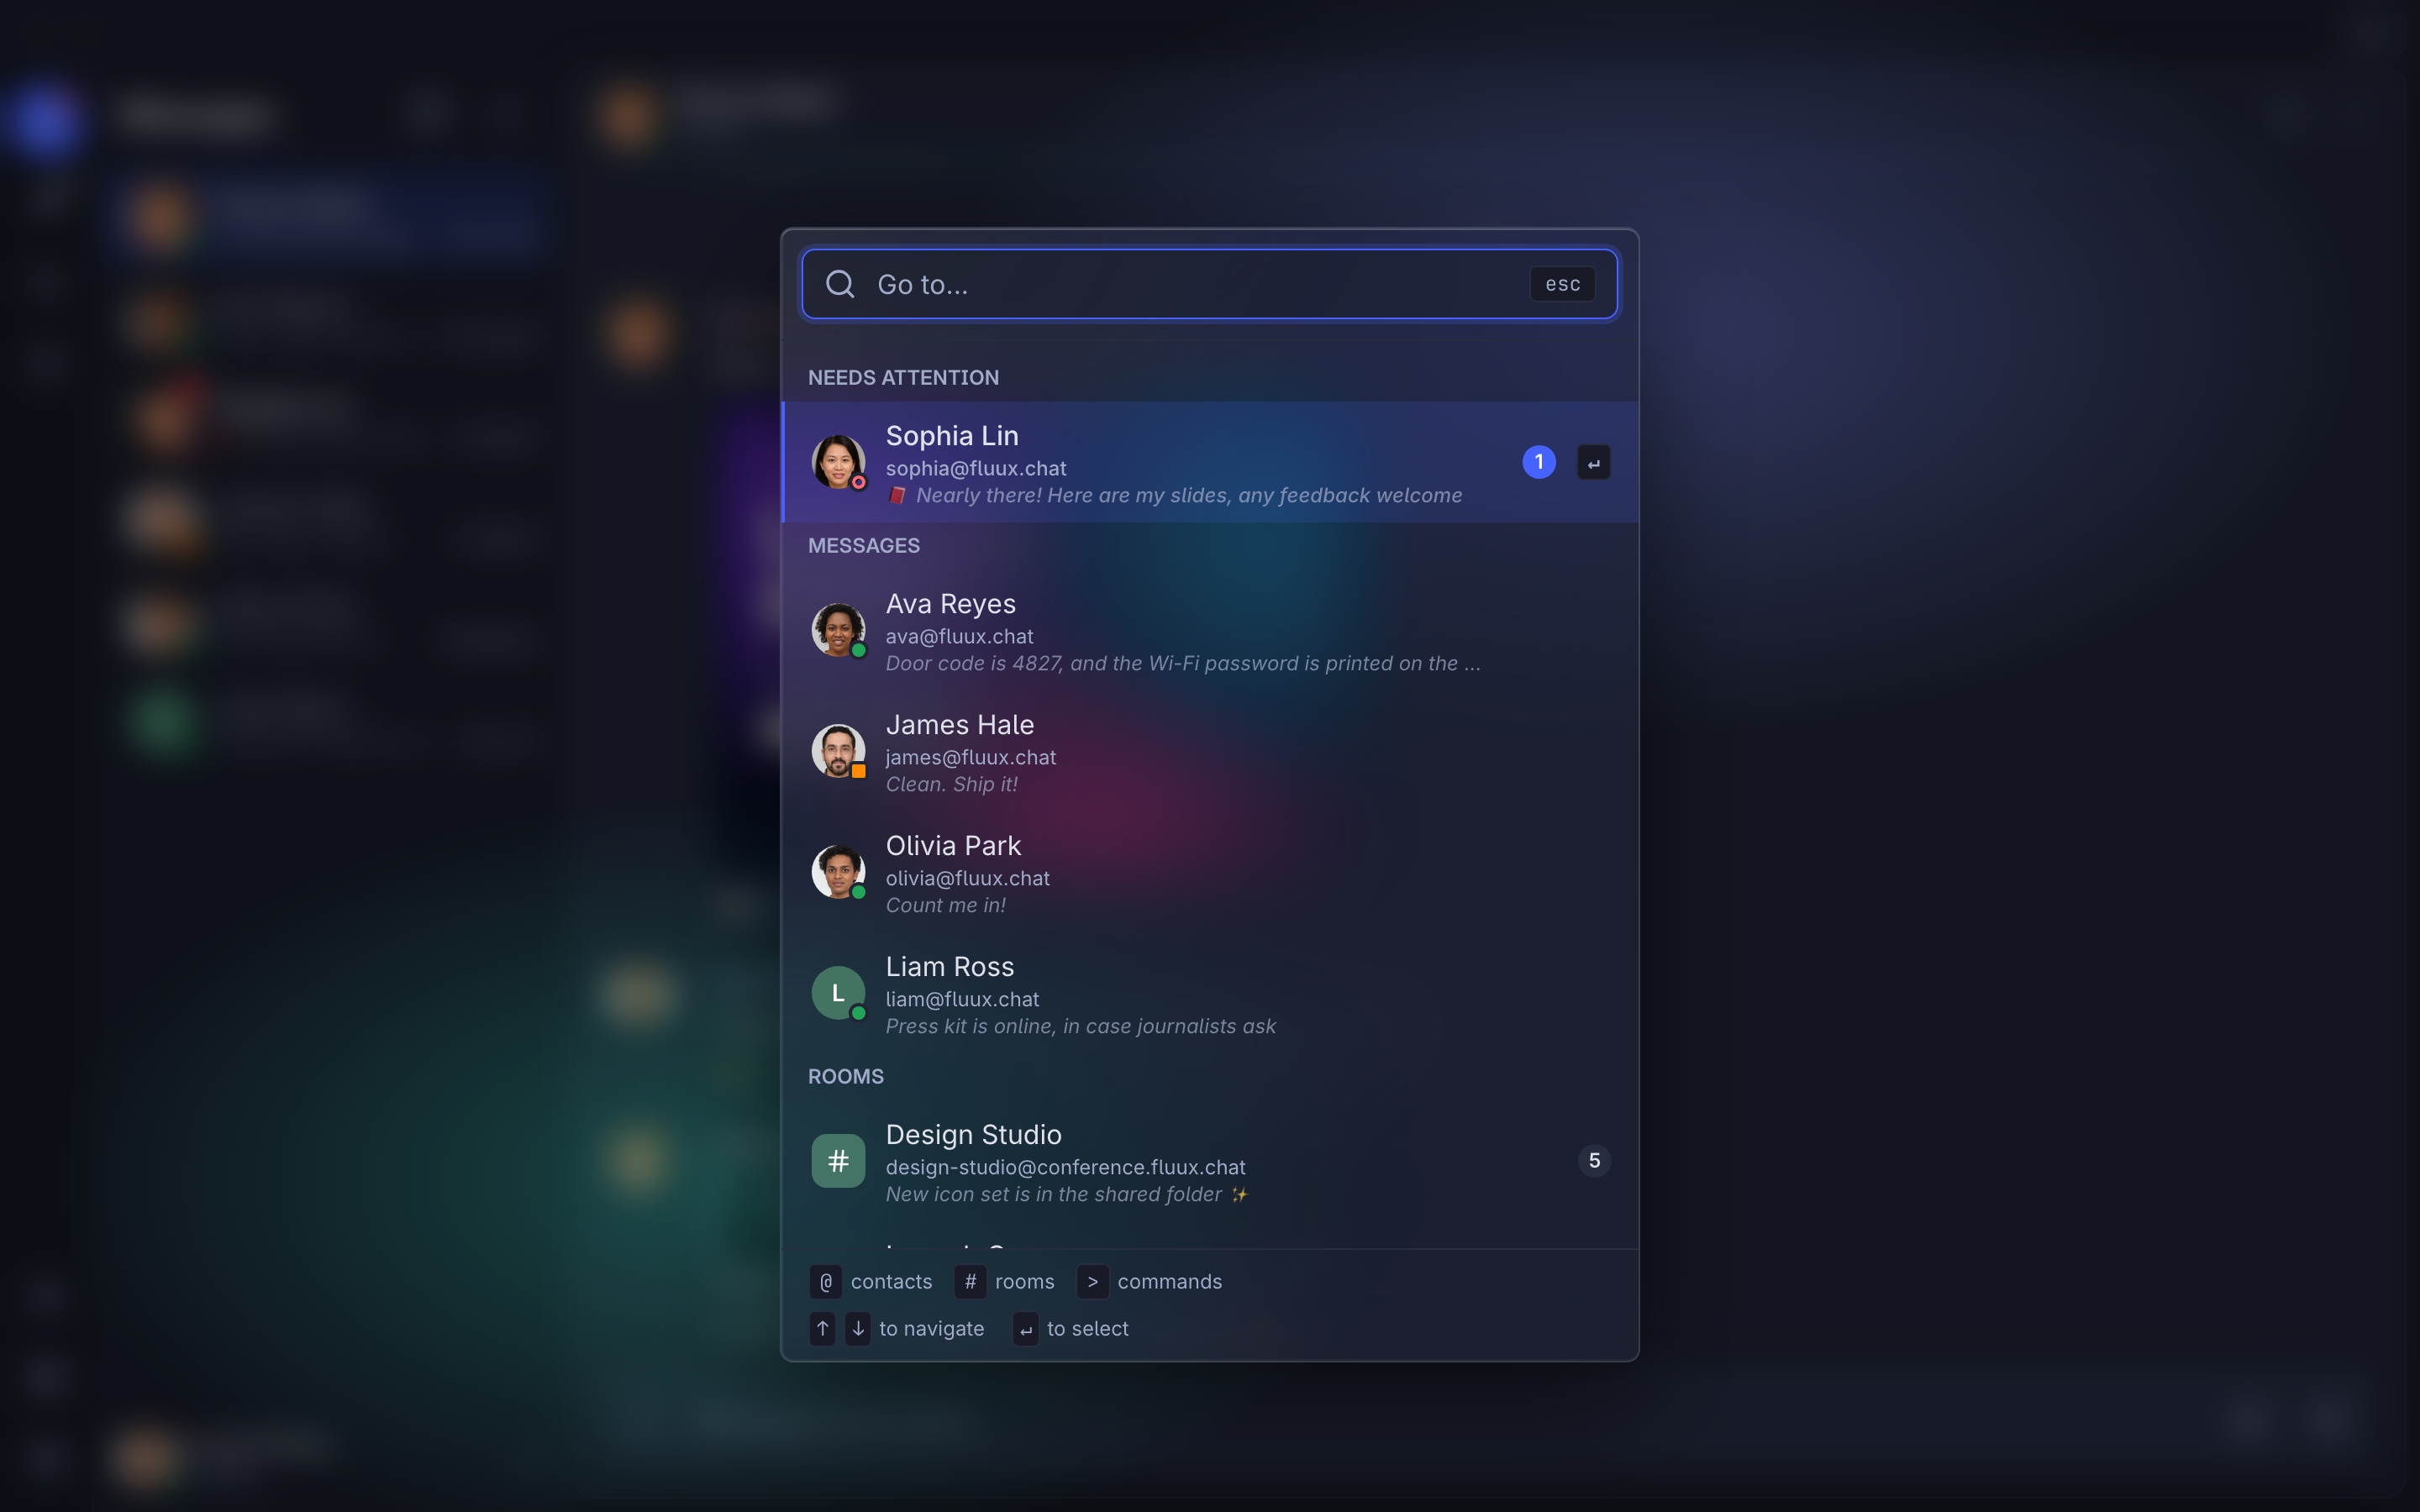 Go to...
esc
NEEDS ATTENTION
Sophia Lin
sophia@fluux.chat
📕 Nearly there! Here are my slides, any feedback welcome
1
↵
MESSAGES
Ava Reyes
ava@fluux.chat
Door code is 4827, and the Wi-Fi password is printed on the ...
James Hale
james@fluux.chat
Clean. Ship it!
Olivia Park
olivia@fluux.chat
Count me in!
L
Liam Ross
liam@fluux.chat
Press kit is online, in case journalists ask
ROOMS
#
Design Studio
design-studio@conference.fluux.chat
New icon set is in the shared folder ✨
5
@ contacts # rooms > commands
↑ ↓ to navigate ↵ to select